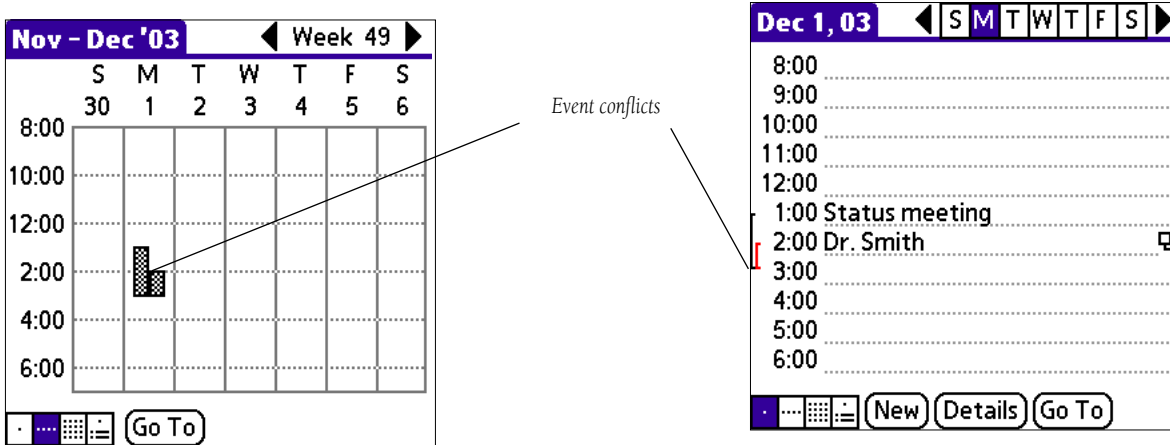 Nov - Dec '03 Week 49
S M T W T F S
30 1 2 3 4 5 6
8:00
10:00
12:00
2:00
4:00
6:00
Go To
Event conflicts
Dec 1, 03 S M T W T F S
8:00
9:00
10:00
11:00
12:00
1:00 Status meeting
2:00 Dr. Smith
3:00
4:00
5:00
6:00
New Details Go To